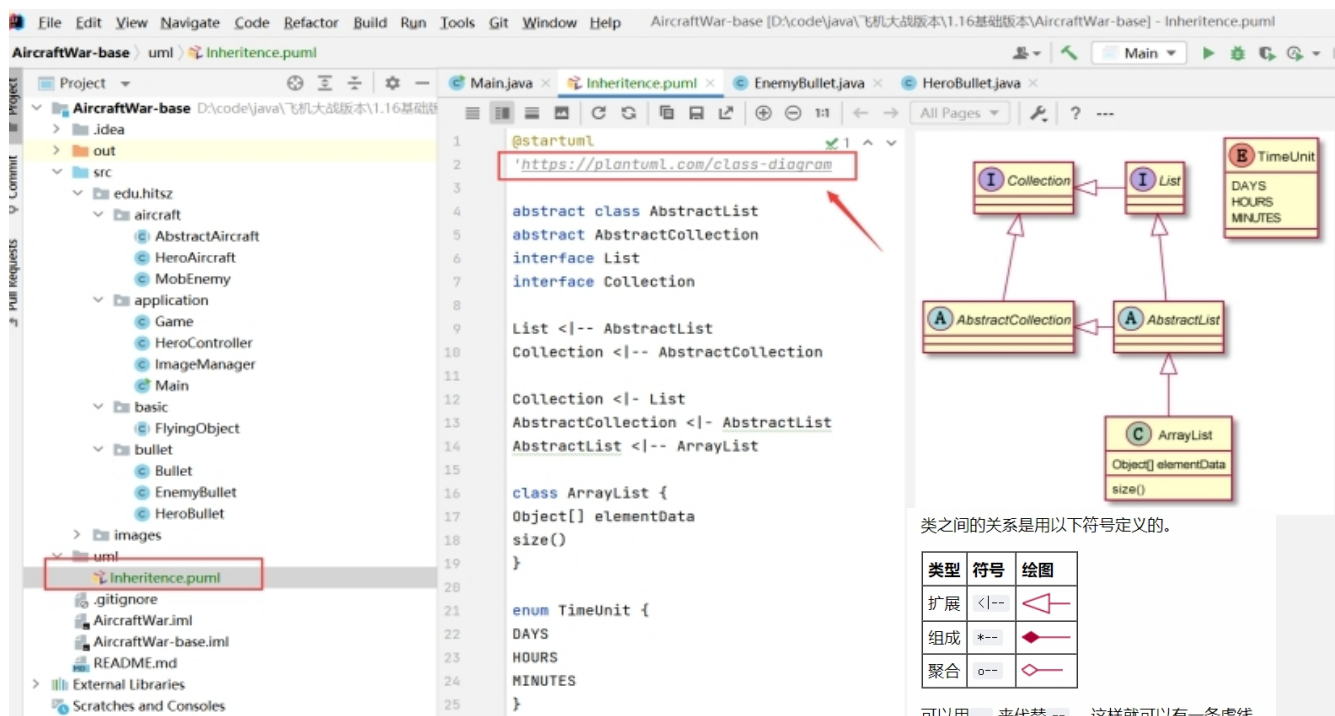 File Edit View Navigate Code Refactor Build Run Tools Git Window Help AircraftWar-base [D:\code\java\飞机大战版本\1.16基础版本\AircraftWar-base] - Inheritence.puml
AircraftWar-base uml Inheritence.puml
Main
Project
Main.java
Inheritence.puml
EnemyBullet.java
HeroBullet.java
Project
Commit
Pull Requests
AircraftWar-base D:\code\java\飞机大战版本\1.16基础版
.idea
out
src
edu.hitsz
aircraft
AbstractAircraft
HeroAircraft
MobEnemy
application
Game
HeroController
ImageManager
Main
basic
FlyingObject
bullet
Bullet
EnemyBullet
HeroBullet
images
uml
Inheritence.puml
.gitignore
AircraftWar.iml
AircraftWar-base.iml
README.md
External Libraries
Scratches and Consoles
1:1
All Pages
?
1 @startuml
1
2 'https://plantuml.com/class-diagram
3
4 abstract class AbstractList
5 abstract AbstractCollection
6 interface List
7 interface Collection
8
9 List <|-- AbstractList
10 Collection <|-- AbstractCollection
11
12 Collection <|- List
13 AbstractCollection <|- AbstractList
14 AbstractList <|-- ArrayList
15
16 class ArrayList {
17 Object[] elementData
18 size()
19 }
20
21 enum TimeUnit {
22 DAYS
23 HOURS
24 MINUTES
25 }
I Collection
I List
E TimeUnit
DAYS
HOURS
MINUTES
A AbstractCollection
A AbstractList
C ArrayList
Object[] elementData
size()
类之间的关系是用以下符号定义的。
类型 符号 绘图
扩展 <|--
组成 *--
聚合 o--